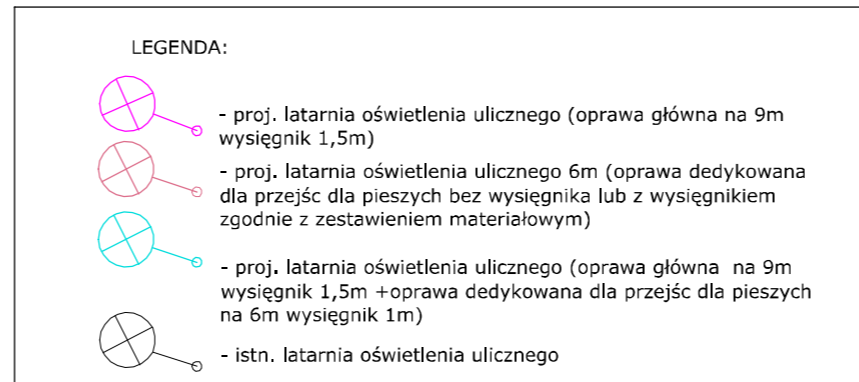 LEGENDA:
- proj. latarnia oświetlenia ulicznego (oprawa główna na 9m
wysięgnik 1,5m)
- proj. latarnia oświetlenia ulicznego 6m (oprawa dedykowana
dla przejśc dla pieszych bez wysięgnika lub z wysięgnikiem
zgodnie z zestawieniem materiałowym)
- proj. latarnia oświetlenia ulicznego (oprawa główna  na 9m
wysięgnik 1,5m +oprawa dedykowana dla przejśc dla pieszych
na 6m wysięgnik 1m)
- istn. latarnia oświetlenia ulicznego